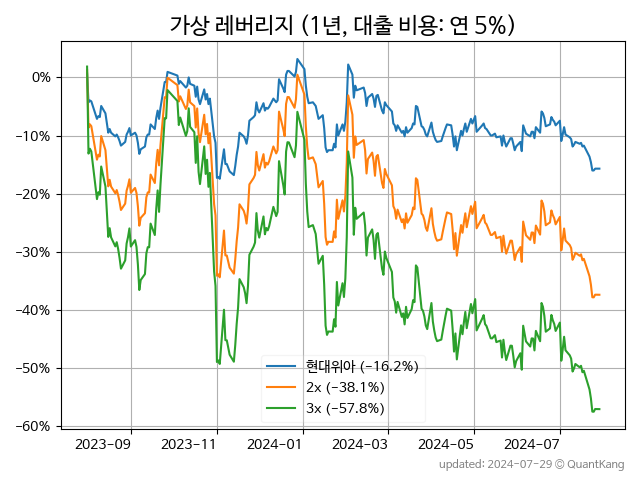 가상 레버리지 (1년, 대출 비용: 연 5%)
0%
−10%
−20%
−30%
−40%
−50%
−60%
현대위아 (−16.2%)
2x (−38.1%)
3x (−57.8%)
2023-09 2023-11 2024-01 2024-03 2024-05 2024-07
updated: 2024-07-29 © QuantKang